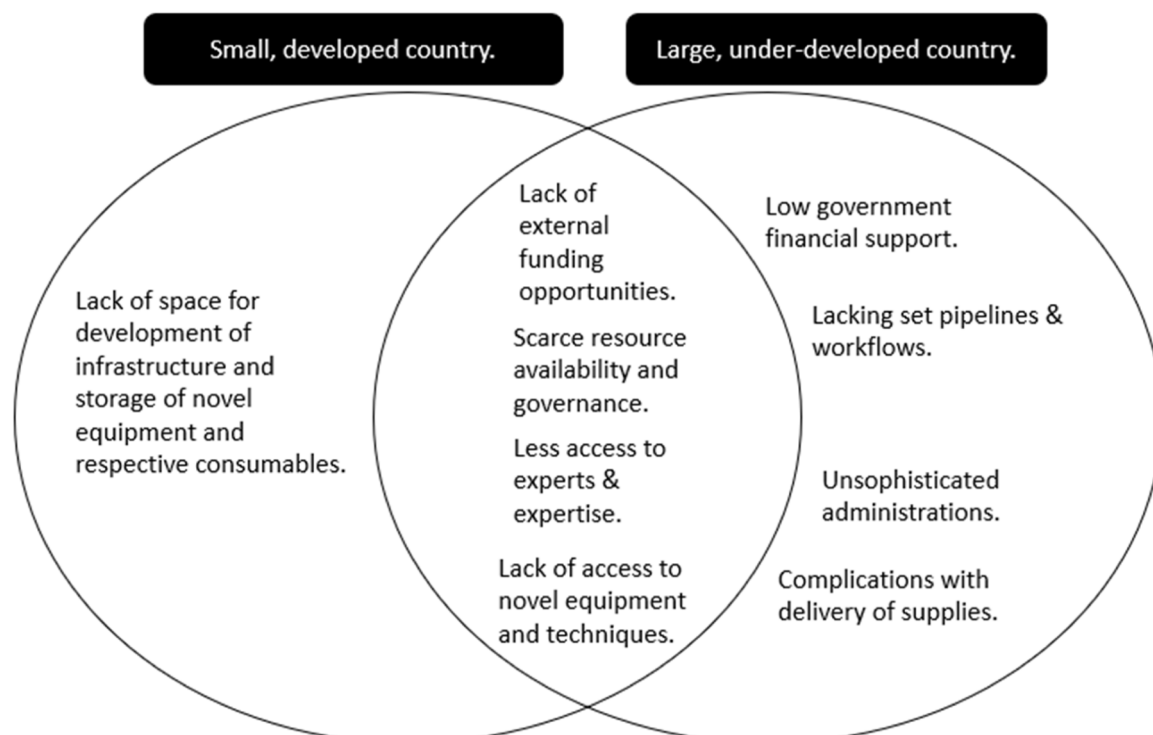 Small, developed country.
Large, under-developed country.
Lack of space for
development of
infrastructure and
storage of novel
equipment and
respective consumables.
Lack of
external
funding
opportunities.
Scarce resource
availability and
governance.
Less access to
experts &
expertise.
Lack of access to
novel equipment
and techniques.
Low government
financial support.
Lacking set pipelines &
workflows.
Unsophisticated
administrations.
Complications with
delivery of supplies.